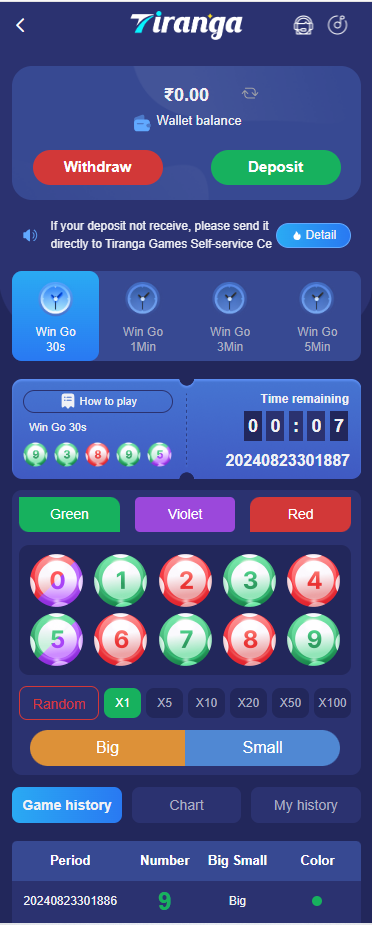 Tiranga
₹0.00
Wallet balance
Withdraw
Deposit
If your deposit not receive, please send it
directly to Tiranga Games Self-service Ce
Detail
Win Go
30s
Win Go
1Min
Win Go
3Min
Win Go
5Min
How to play
Time remaining
Win Go 30s
0 0 : 0 7
9 3 8 9 5
20240823301887
Green
Violet
Red
0 1 2 3 4
5 6 7 8 9
Random
X1
X5
X10
X20
X50
X100
Big
Small
Game history
Chart
My history
Period Number Big Small Color
20240823301886 9 Big